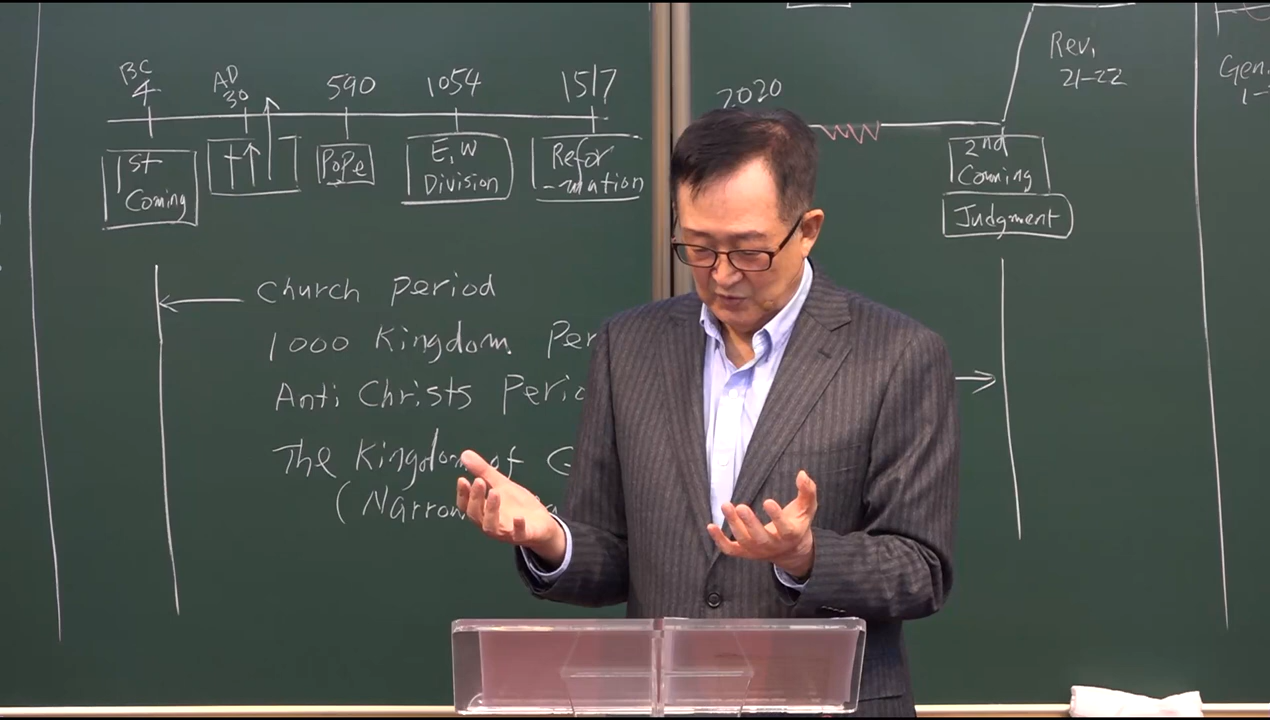 BC
4
AD
30
590
1054
1517
2020
1st
Coming
PoPe
E, W
Division
Refor
-mation
2nd
Coming
Judgment
Rev.
21-22
Gen.
Church period
1000 Kingdom Per
Anti Christs Perio
The Kingdom of G
(Narrow